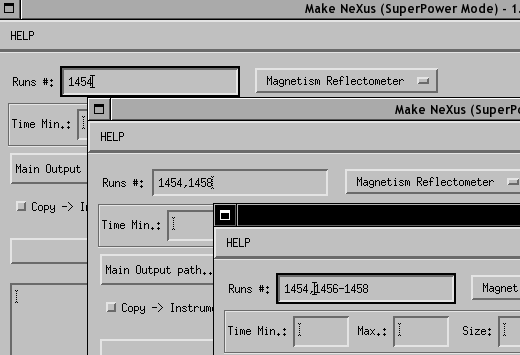 Make NeXus (SuperPower Mode) - 1.
HELP
Runs #: 1454 Magnetism Reflectometer
Make NeXus (SuperPo
Time Min.:
HELP
Main Output
Runs #: 1454,1458 Magnetism Reflectometer
Copy -> In
Time Min.:
HELP
Main Output path..
Runs #: 1454,1456-1458 Magnet
Copy -> Instrume
Time Min.: Max.: Size: